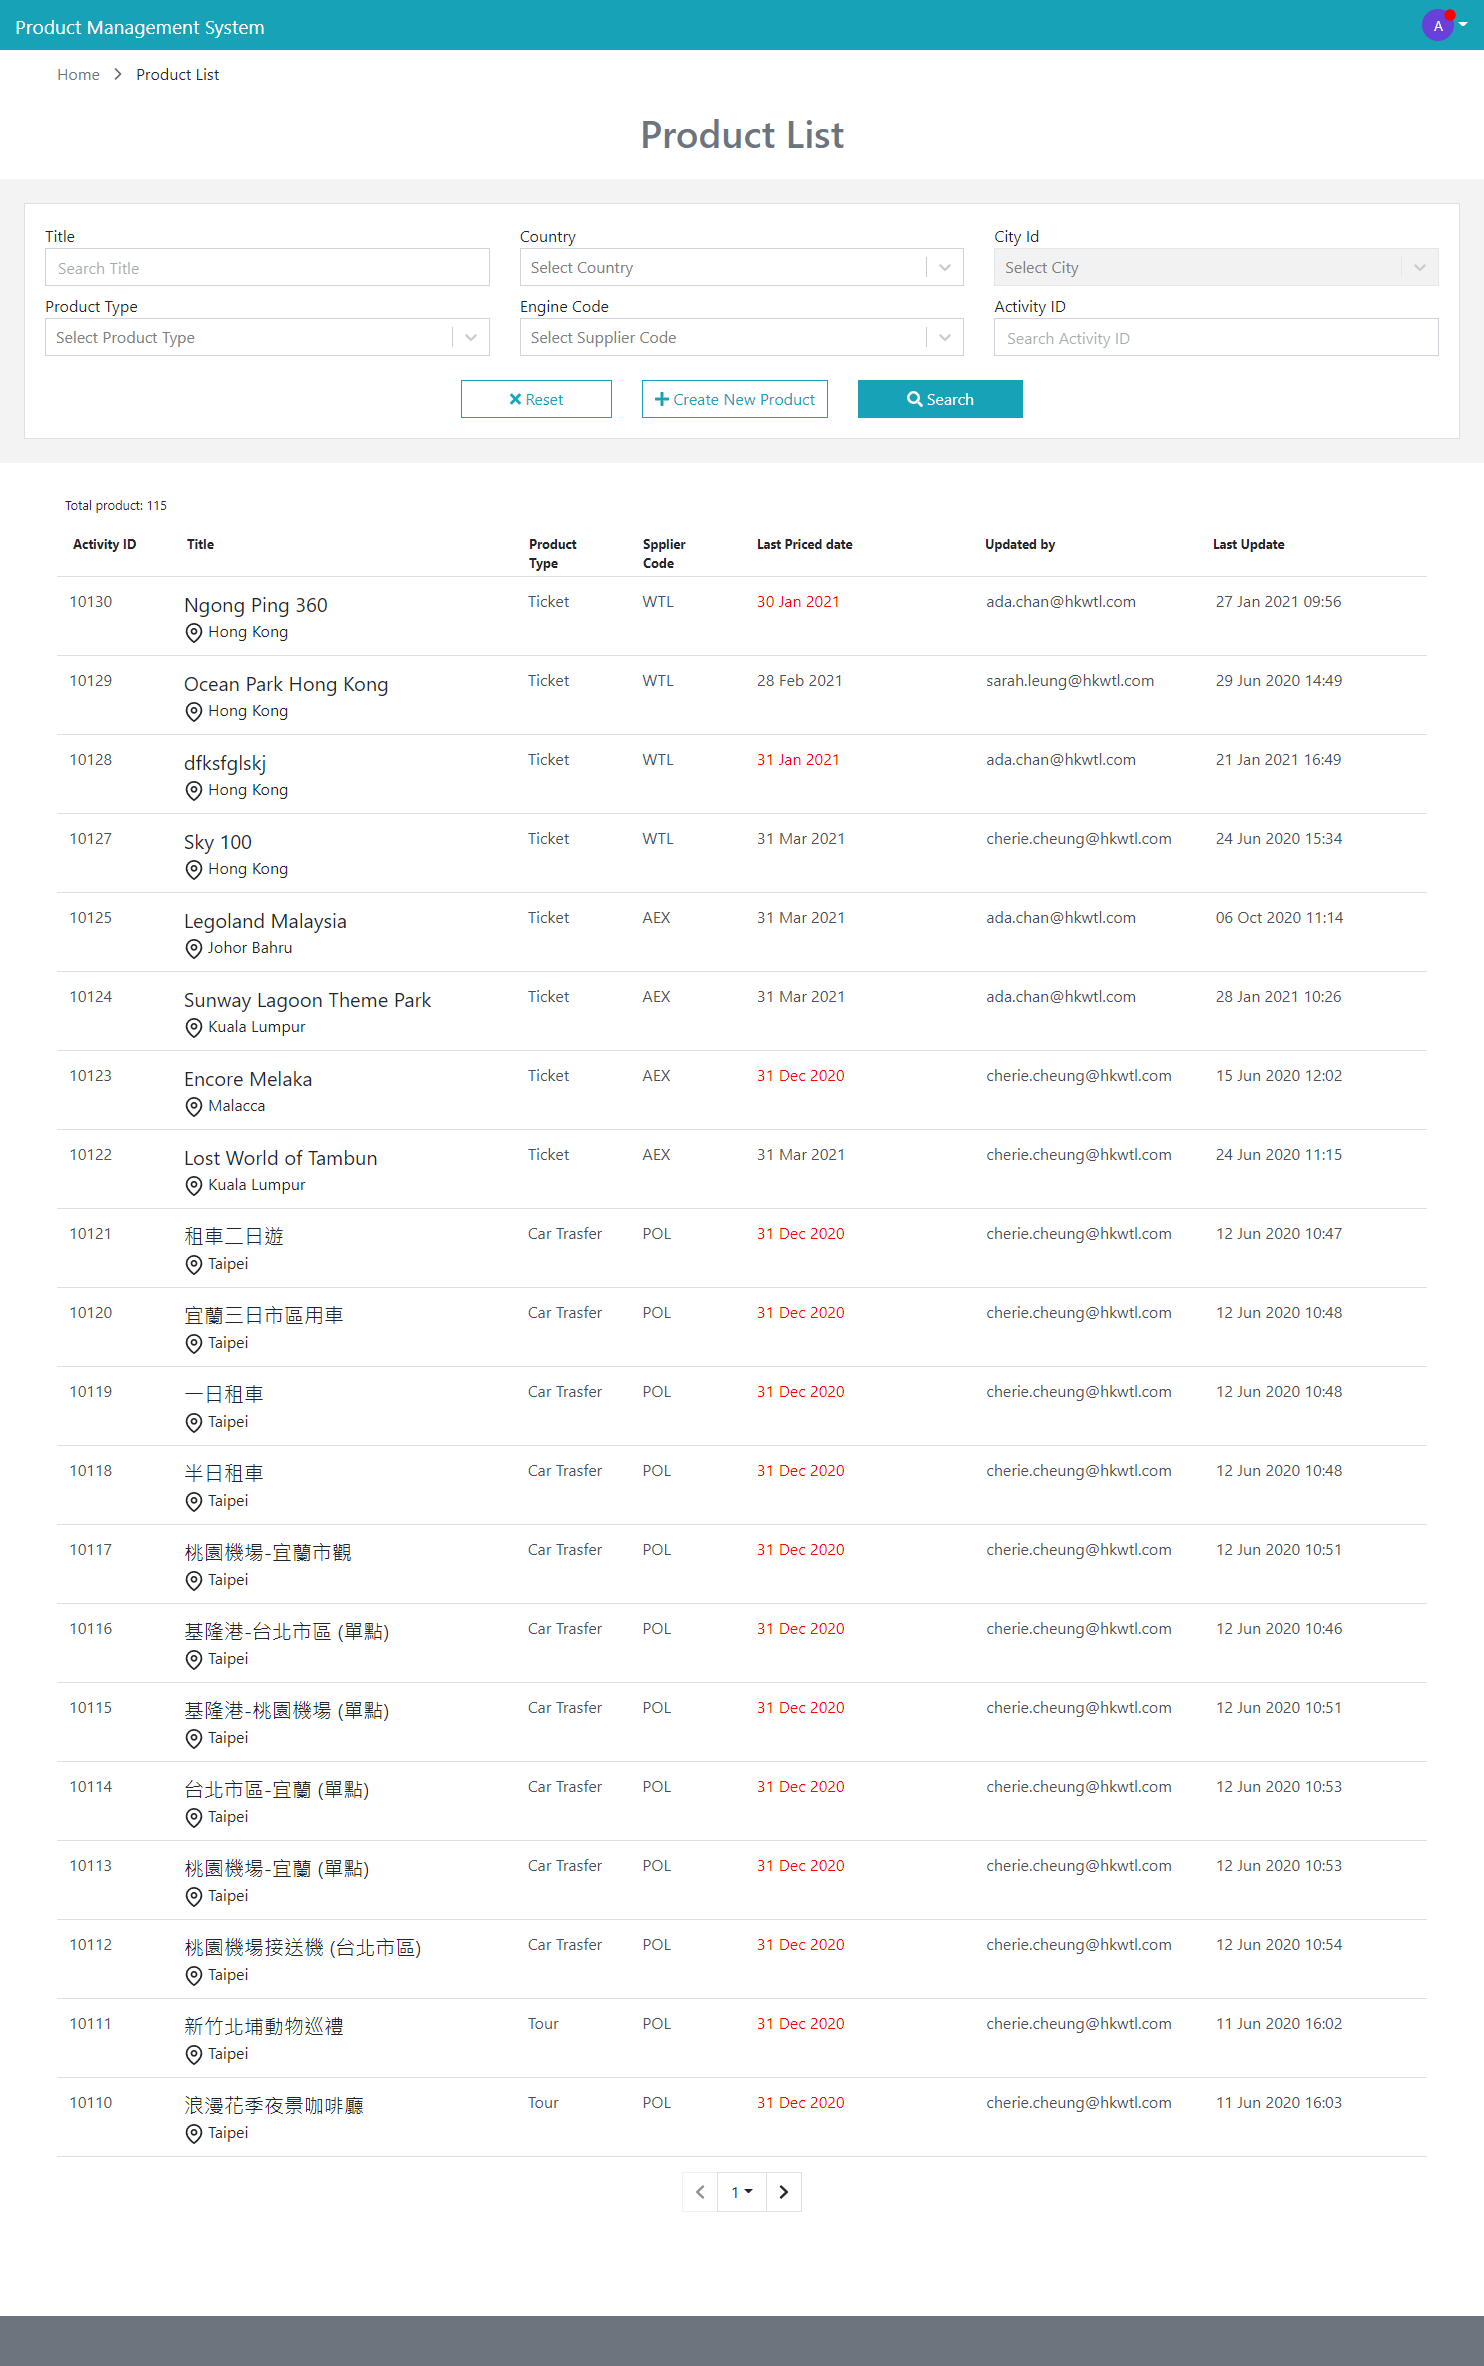 Product Management System
A
Home > Product List
Product List
Title Country City Id
Search Title Select Country Select City
Product Type Engine Code Activity ID
Select Product Type Select Supplier Code Search Activity ID
Reset Create New Product Search
Total product: 115
Activity ID Title Product Type Spplier Code Last Priced date Updated by Last Update
10130 Ngong Ping 360 Ticket WTL 30 Jan 2021 ada.chan@hkwtl.com 27 Jan 2021 09:56
Hong Kong
10129 Ocean Park Hong Kong Ticket WTL 28 Feb 2021 sarah.leung@hkwtl.com 29 Jun 2020 14:49
Hong Kong
10128 dfksfglskj Ticket WTL 31 Jan 2021 ada.chan@hkwtl.com 21 Jan 2021 16:49
Hong Kong
10127 Sky 100 Ticket WTL 31 Mar 2021 cherie.cheung@hkwtl.com 24 Jun 2020 15:34
Hong Kong
10125 Legoland Malaysia Ticket AEX 31 Mar 2021 ada.chan@hkwtl.com 06 Oct 2020 11:14
Johor Bahru
10124 Sunway Lagoon Theme Park Ticket AEX 31 Mar 2021 ada.chan@hkwtl.com 28 Jan 2021 10:26
Kuala Lumpur
10123 Encore Melaka Ticket AEX 31 Dec 2020 cherie.cheung@hkwtl.com 15 Jun 2020 12:02
Malacca
10122 Lost World of Tambun Ticket AEX 31 Mar 2021 cherie.cheung@hkwtl.com 24 Jun 2020 11:15
Kuala Lumpur
10121 租車二日遊 Car Trasfer POL 31 Dec 2020 cherie.cheung@hkwtl.com 12 Jun 2020 10:47
Taipei
10120 宜蘭三日市區用車 Car Trasfer POL 31 Dec 2020 cherie.cheung@hkwtl.com 12 Jun 2020 10:48
Taipei
10119 一日租車 Car Trasfer POL 31 Dec 2020 cherie.cheung@hkwtl.com 12 Jun 2020 10:48
Taipei
10118 半日租車 Car Trasfer POL 31 Dec 2020 cherie.cheung@hkwtl.com 12 Jun 2020 10:48
Taipei
10117 桃園機場-宜蘭市觀 Car Trasfer POL 31 Dec 2020 cherie.cheung@hkwtl.com 12 Jun 2020 10:51
Taipei
10116 基隆港-台北市區 (單點) Car Trasfer POL 31 Dec 2020 cherie.cheung@hkwtl.com 12 Jun 2020 10:46
Taipei
10115 基隆港-桃園機場 (單點) Car Trasfer POL 31 Dec 2020 cherie.cheung@hkwtl.com 12 Jun 2020 10:51
Taipei
10114 台北市區-宜蘭 (單點) Car Trasfer POL 31 Dec 2020 cherie.cheung@hkwtl.com 12 Jun 2020 10:53
Taipei
10113 桃園機場-宜蘭 (單點) Car Trasfer POL 31 Dec 2020 cherie.cheung@hkwtl.com 12 Jun 2020 10:53
Taipei
10112 桃園機場接送機 (台北市區) Car Trasfer POL 31 Dec 2020 cherie.cheung@hkwtl.com 12 Jun 2020 10:54
Taipei
10111 新竹北埔動物巡禮 Tour POL 31 Dec 2020 cherie.cheung@hkwtl.com 11 Jun 2020 16:02
Taipei
10110 浪漫花季夜景咖啡廳 Tour POL 31 Dec 2020 cherie.cheung@hkwtl.com 11 Jun 2020 16:03
Taipei
1